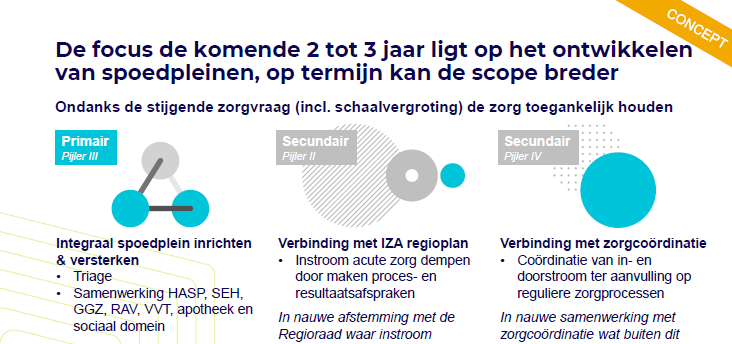 CONCEPT
De focus de komende 2 tot 3 jaar ligt op het ontwikkelen
van spoedpleinen, op termijn kan de scope breder
Ondanks de stijgende zorgvraag (incl. schaalvergroting) de zorg toegankelijk houden
Primair
Pijler III
Integraal spoedplein inrichten
& versterken
• Triage
• Samenwerking HASP, SEH,
GGZ, RAV, VVT, apotheek en
sociaal domein
Secundair
Pijler II
Verbinding met IZA regioplan
• Instroom acute zorg dempen
door maken proces- en
resultaatsafspraken
In nauwe afstemming met de
Regioraad waar instroom
Secundair
Pijler IV
Verbinding met zorgcoördinatie
• Coördinatie van in- en
doorstroom ter aanvulling op
reguliere zorgprocessen
In nauwe samenwerking met
zorgcoördinatie wat buiten dit